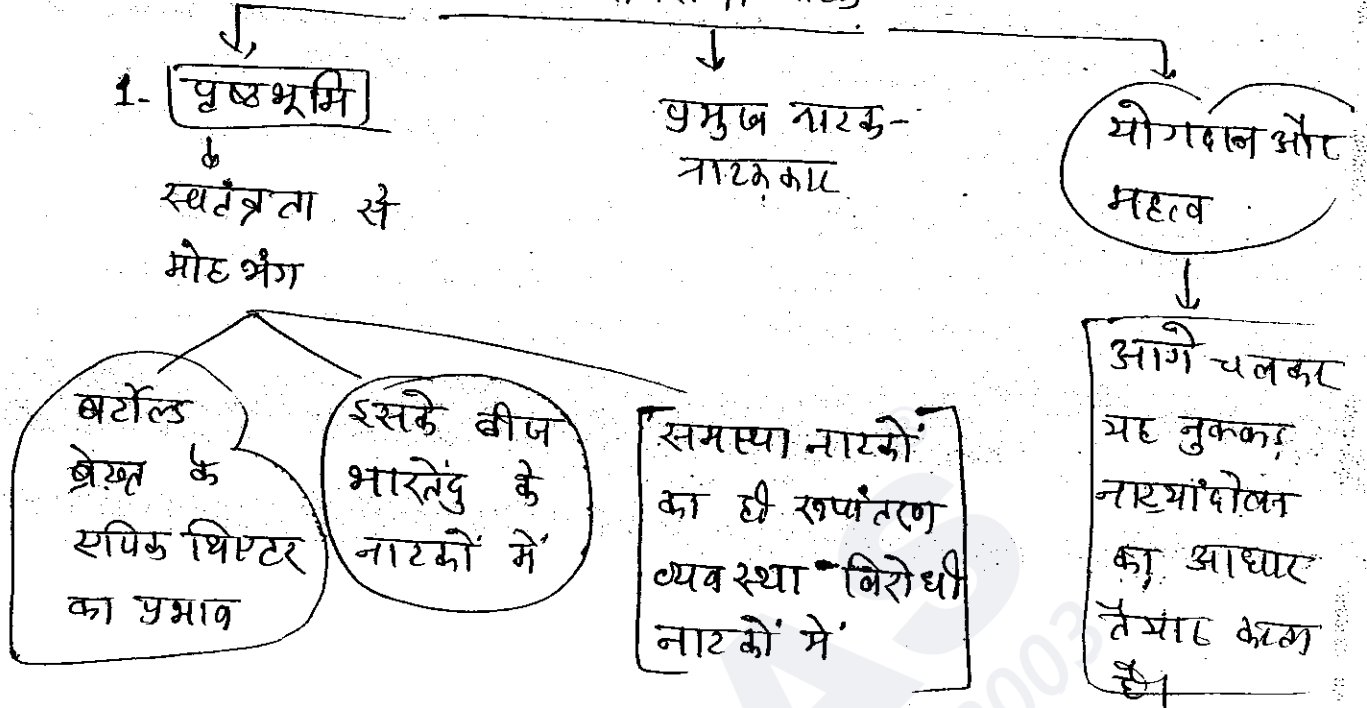 1- पृष्ठभूमि
स्वतंत्रता से
मोह भंग
बर्टोल्ड
ब्रेख्त के
एपिक थिएटर
का प्रभाव
इसके बीज
भारतेंदु के
नाटकों में
समस्या नाटकों
का ही रूपांतरण
व्यवस्था विरोधी
नाटकों में
प्रमुख नाटक-
नाटककार
योगदान और
महत्व
आगे चलकर
यह नुक्कड़
नाट्यांदोलन
का आधार
तैयार करता
है।